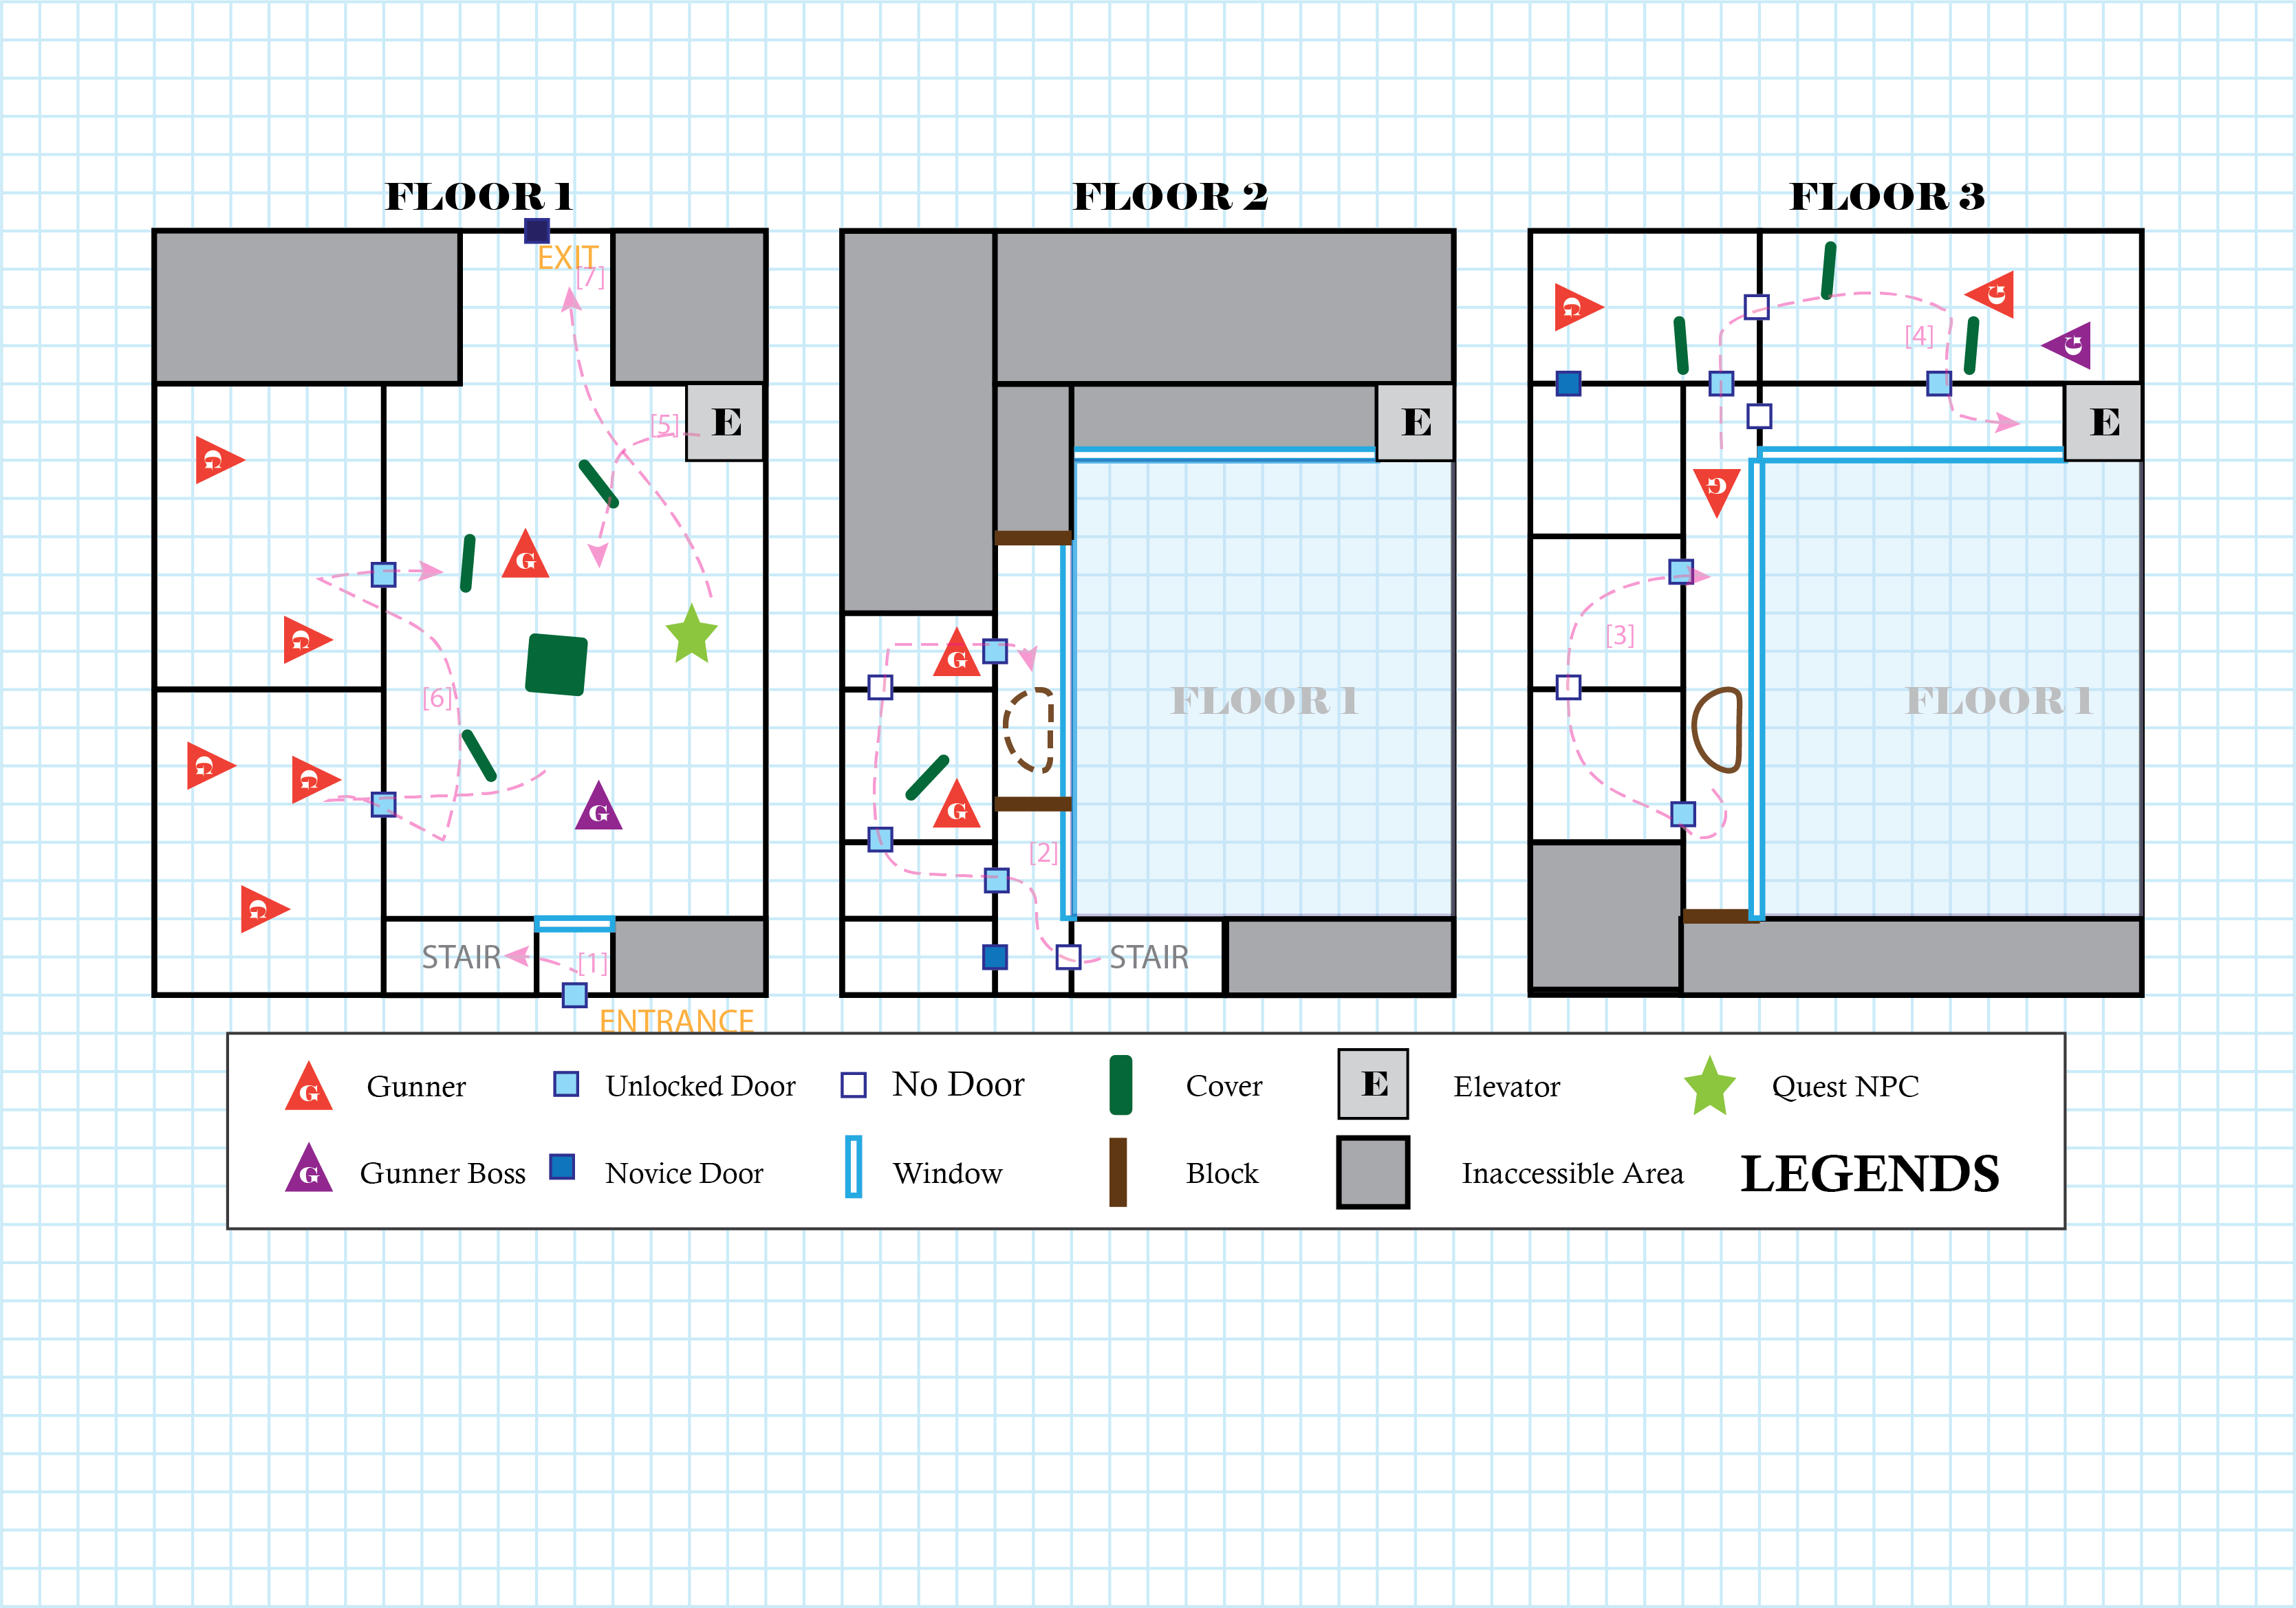 FLOOR 1
FLOOR 2
FLOOR 3
EXIT
[7]
G
G
G
[4]
G
[5]
E
E
E
G
G
G
G
[3]
G
[6]
FLOOR 1
FLOOR 1
G
G
G
G
[2]
G
STAIR
[1]
STAIR
ENTRANCE
G
Gunner
Unlocked Door
No Door
Cover
E
Elevator
Quest NPC
G
Gunner Boss
Novice Door
Window
Block
Inaccessible Area
LEGENDS